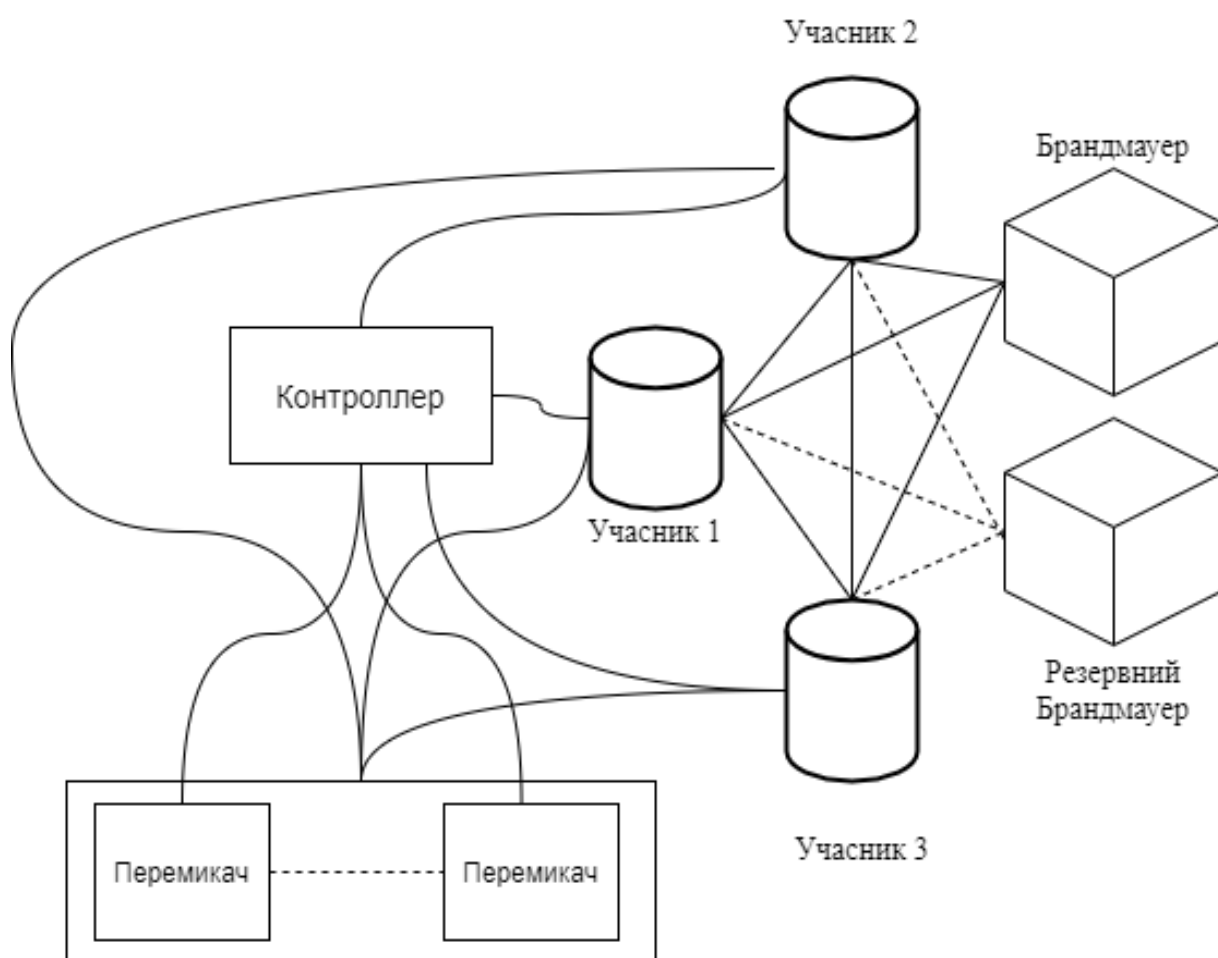 Учасник 2
Брандмауер
Контроллер
Учасник 1
Резервний
Брандмауер
Учасник 3
Перемикач
Перемикач